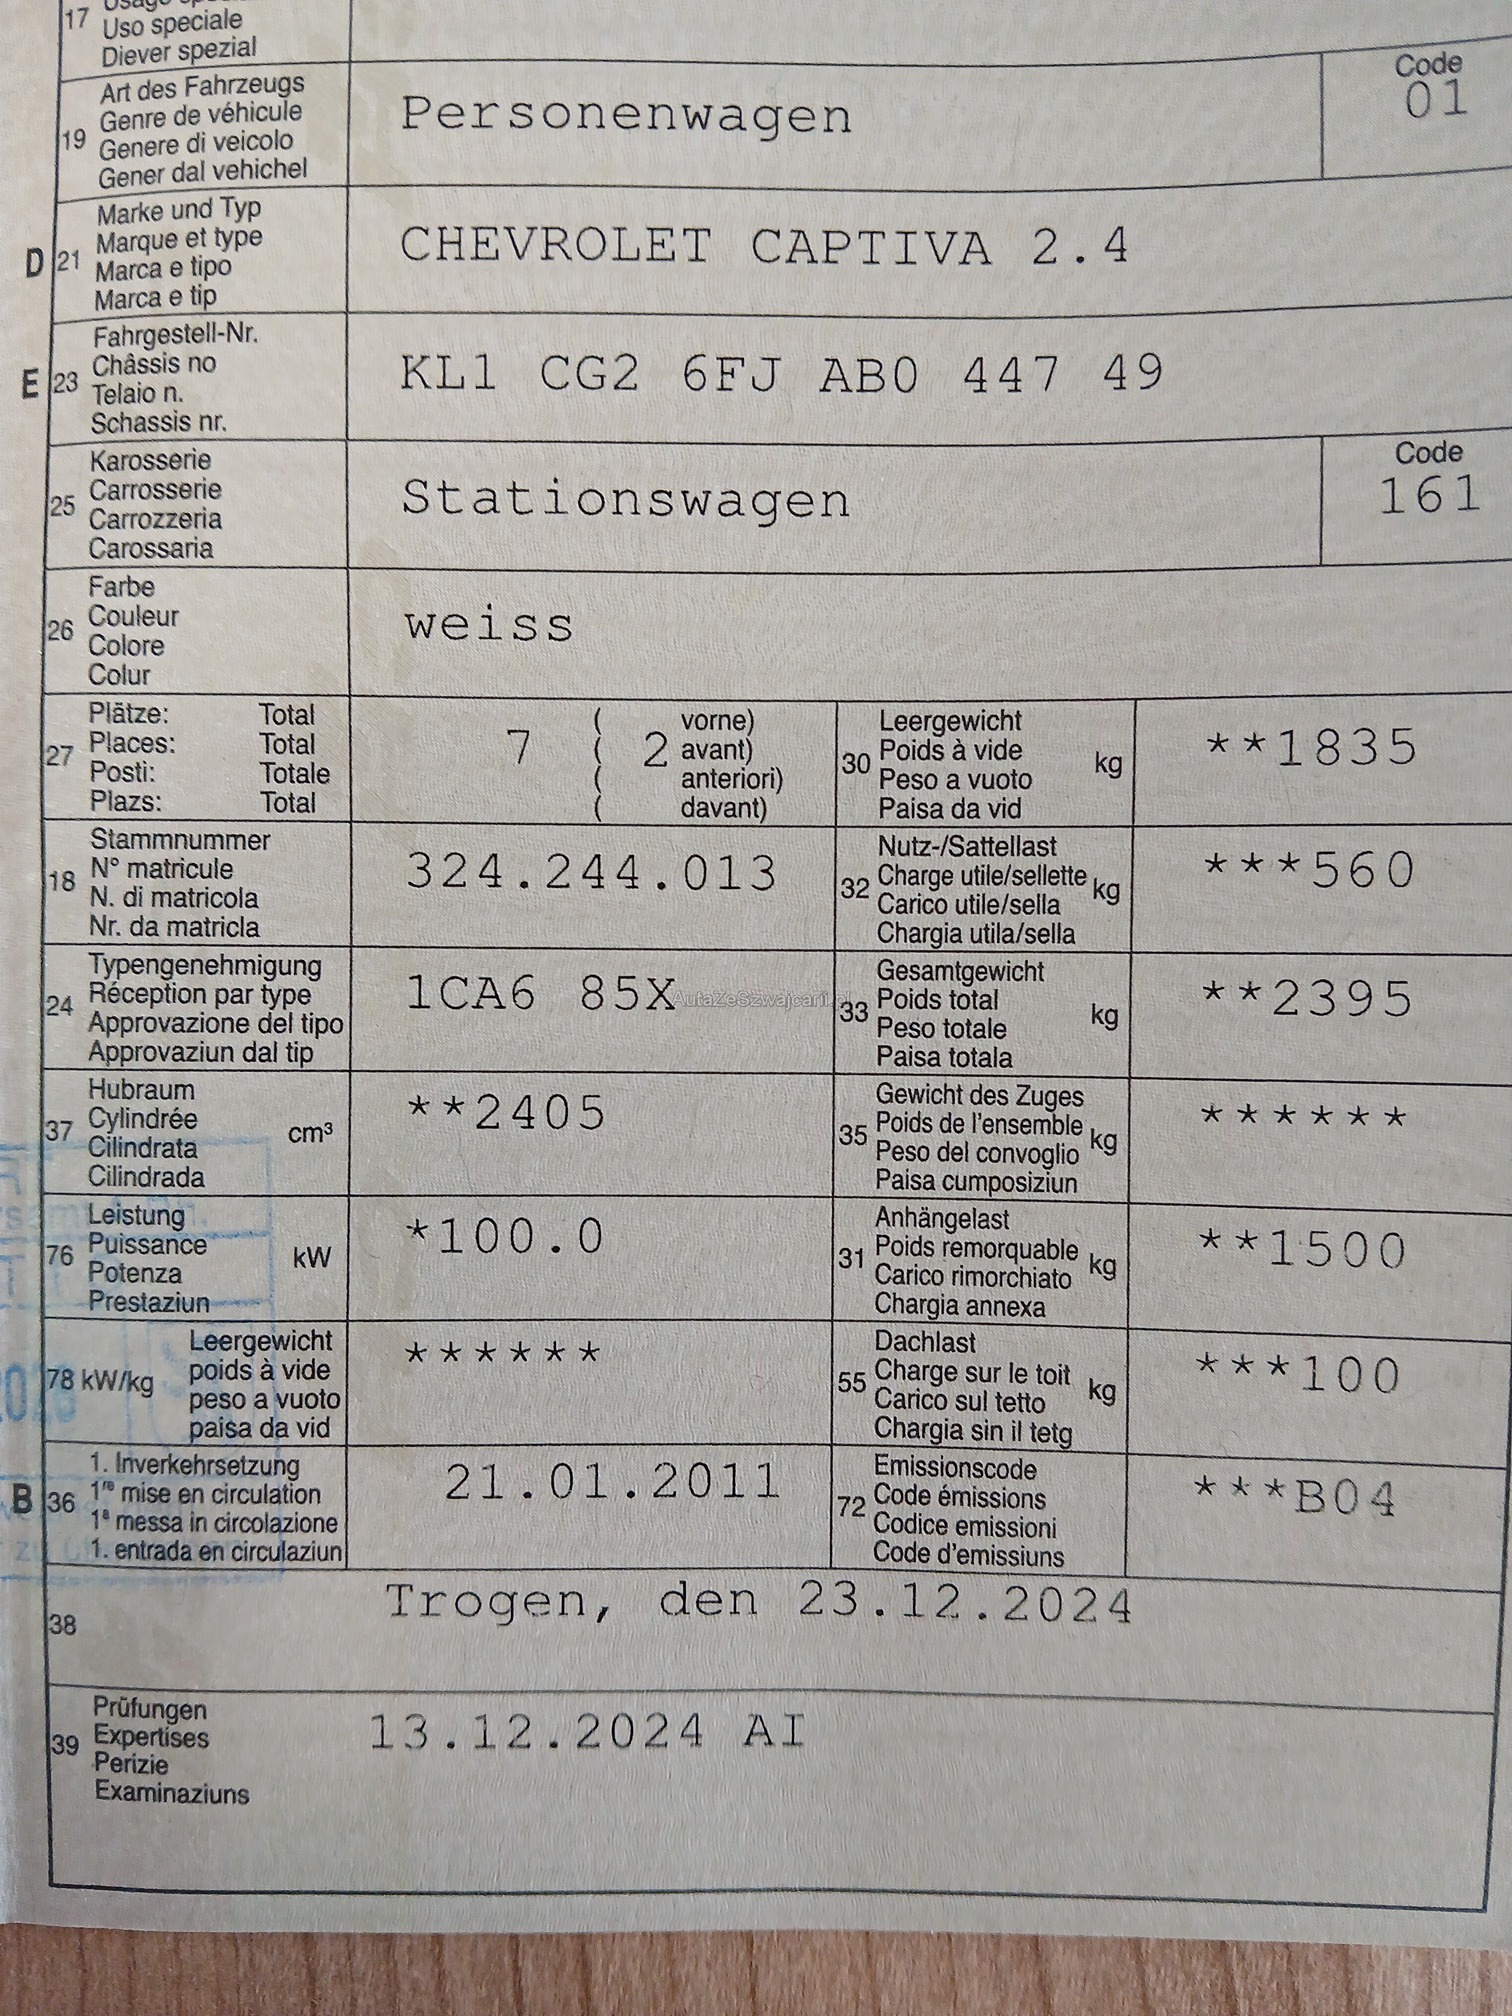 17 Uso speciale
Diever spezial
Art des Fahrzeugs
Genre de véhicule
19 Genere di veicolo
Gener dal vehichel
Personenwagen
Code
01
Marke und Typ
D 21 Marque et type
Marca e tipo
Marca e tip
CHEVROLET CAPTIVA 2.4
Fahrgestell-Nr.
E 23 Châssis no
Telaio n.
Schassis nr.
KL1 CG2 6FJ AB0 447 49
Karosserie
25 Carrosserie
Carrozzeria
Carossaria
Stationswagen
Code
161
Farbe
Couleur
26 Colore
Colur
weiss
Plätze: Total
27 Places: Total
Posti: Totale
Plazs: Total
7 ( 2 vorne)
( avant)
( anteriori)
( davant)
Leergewicht
30 Poids à vide kg
Peso a vuoto
Paisa da vid
**1835
Stammnummer
18 N° matricule
N. di matricola
Nr. da matricla
324.244.013
Nutz-/Sattellast
32 Charge utile/sellette kg
Carico utile/sella
Chargia utila/sella
***560
Typengenehmigung
24 Réception par type
Approvazione del tipo
Approvaziun dal tip
1CA6 85X
AutaZeSzwajcarii
Gesamtgewicht
33 Poids total kg
Peso totale
Paisa totala
**2395
Hubraum
37 Cylindrée cm³
Cilindrata
Cilindrada
**2405
Gewicht des Zuges
35 Poids de l'ensemble kg
Peso del convoglio
Paisa cumposiziun
******
Leistung
76 Puissance kW
Potenza
Prestaziun
*100.0
Anhängelast
31 Poids remorquable kg
Carico rimorchiato
Chargia annexa
**1500
Leergewicht
78 kW/kg poids à vide
peso a vuoto
paisa da vid
******
Dachlast
55 Charge sur le toit kg
Carico sul tetto
Chargia sin il tetg
***100
1. Inverkehrsetzung
B 36 1re mise en circulation
1a messa in circolazione
1. entrada en circulaziun
21.01.2011
Emissionscode
72 Code émissions
Codice emissioni
Code d'emissiuns
***B04
38 Trogen, den 23.12.2024
Prüfungen
39 Expertises
Perizie
Examinaziuns
13.12.2024 AI